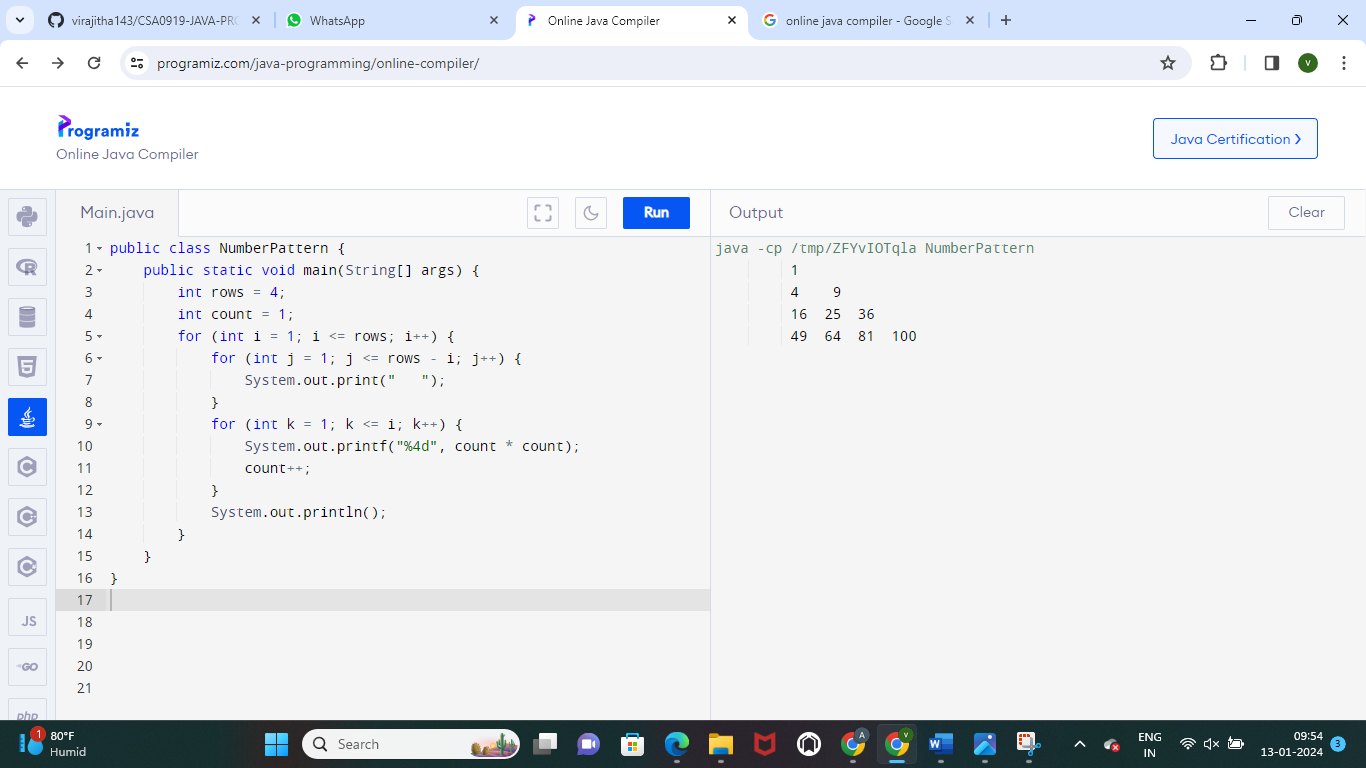 virajitha143/CSA0919-JAVA-PRO
WhatsApp
Online Java Compiler
online java compiler - Google S
programiz.com/java-programming/online-compiler/
V
Programiz
Online Java Compiler
Java Certification >
Main.java
Run
Output
Clear
1 public class NumberPattern {
2     public static void main(String[] args) {
3         int rows = 4;
4         int count = 1;
5         for (int i = 1; i <= rows; i++) {
6             for (int j = 1; j <= rows - i; j++) {
7                 System.out.print("   ");
8             }
9             for (int k = 1; k <= i; k++) {
10                 System.out.printf("%4d", count * count);
11                 count++;
12             }
13             System.out.println();
14         }
15     }
16 }
17
18
19
20
21
java -cp /tmp/ZFYvIOTqla NumberPattern
1
4 9
16 25 36
49 64 81 100
JS
GO
php
1
80°F
Humid
Search
A
V
ENG
IN
09:54
13-01-2024
3